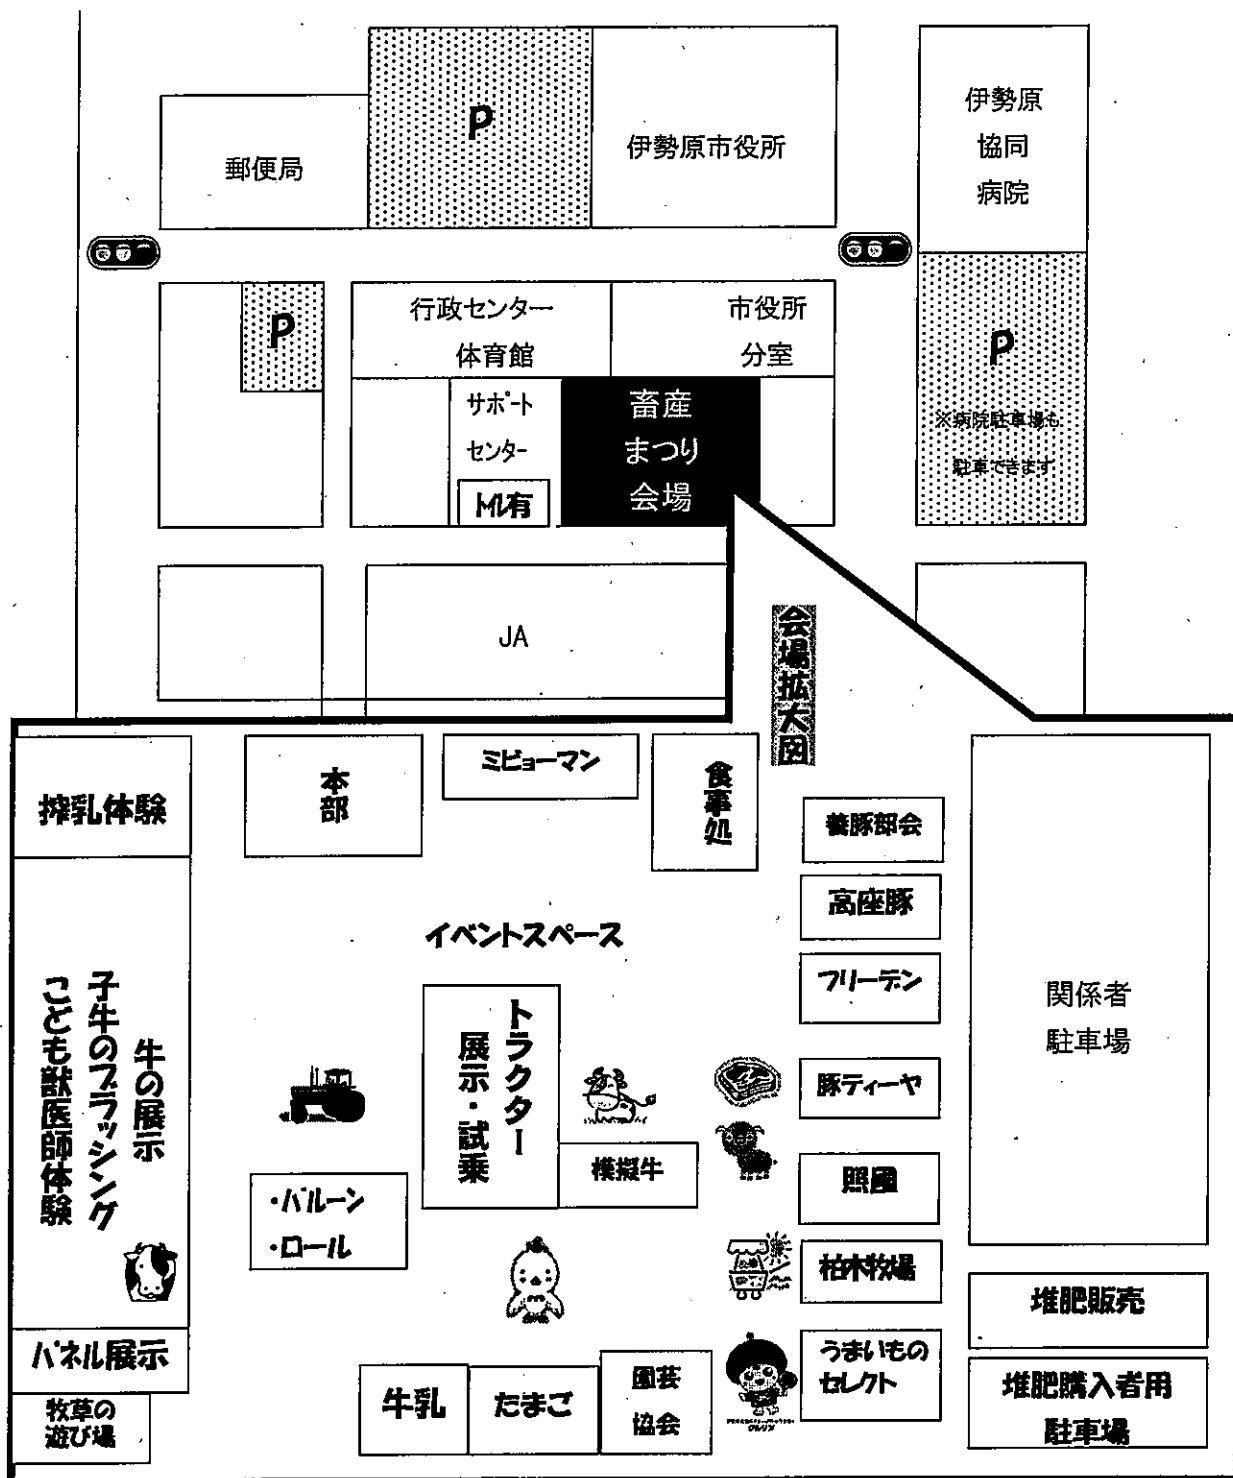 P
伊勢原市役所
郵便局
伊勢原
協同
病院
P
行政センター
体育館
市役所
分室
P
※病院駐車場も
駐車できます
サポート
センター
トイレ有
畜産
まつり
会場
JA
会場拡大図
搾乳体験
本部
ミビョーマン
食事処
養豚部会
高座豚
フリーデン
豚ティーヤ
照國
柏木牧場
うまいもの
セレクト
関係者
駐車場
イベントスペース
トラクター
展示・試乗
模擬牛
・バルーン
・ロール
牛の展示
子牛のブラッシング
こども獣医師体験
パネル展示
牧草の
遊び場
牛乳
たまご
園芸
協会
クルリン
堆肥販売
堆肥購入者用
駐車場